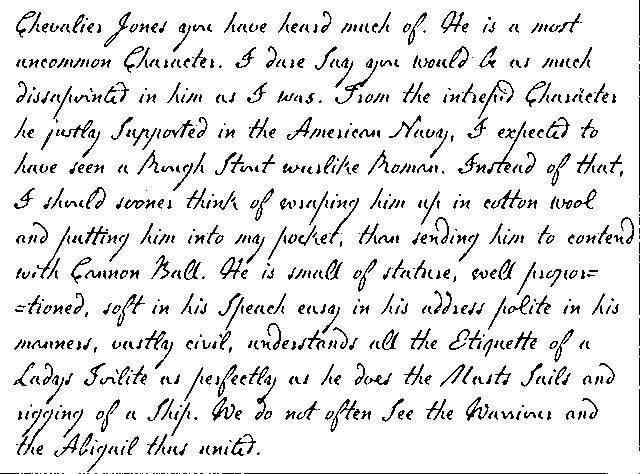 Chevalier Jones you have heard much of. He is a most
uncommon Character. I dare Say you would be as much
dissapointed in him as I was. From the intrepid Character
he justly Supported in the American Navy, I expected to
have seen a Rough Stout warlike Roman. Instead of that,
I should sooner think of wraping him up in cotton wool
and putting him into my pocket, than sending him to contend
with Cannon Ball. He is small of stature, well propor=
=tioned, soft in his Speach easy in his address polite in his
manners, vastly civil, understands all the Etiquette of a
Ladys Toilite as perfectly as he does the Masts Sails and
rigging of a Ship. We do not often See the Warriour and
the Abigail thus united.